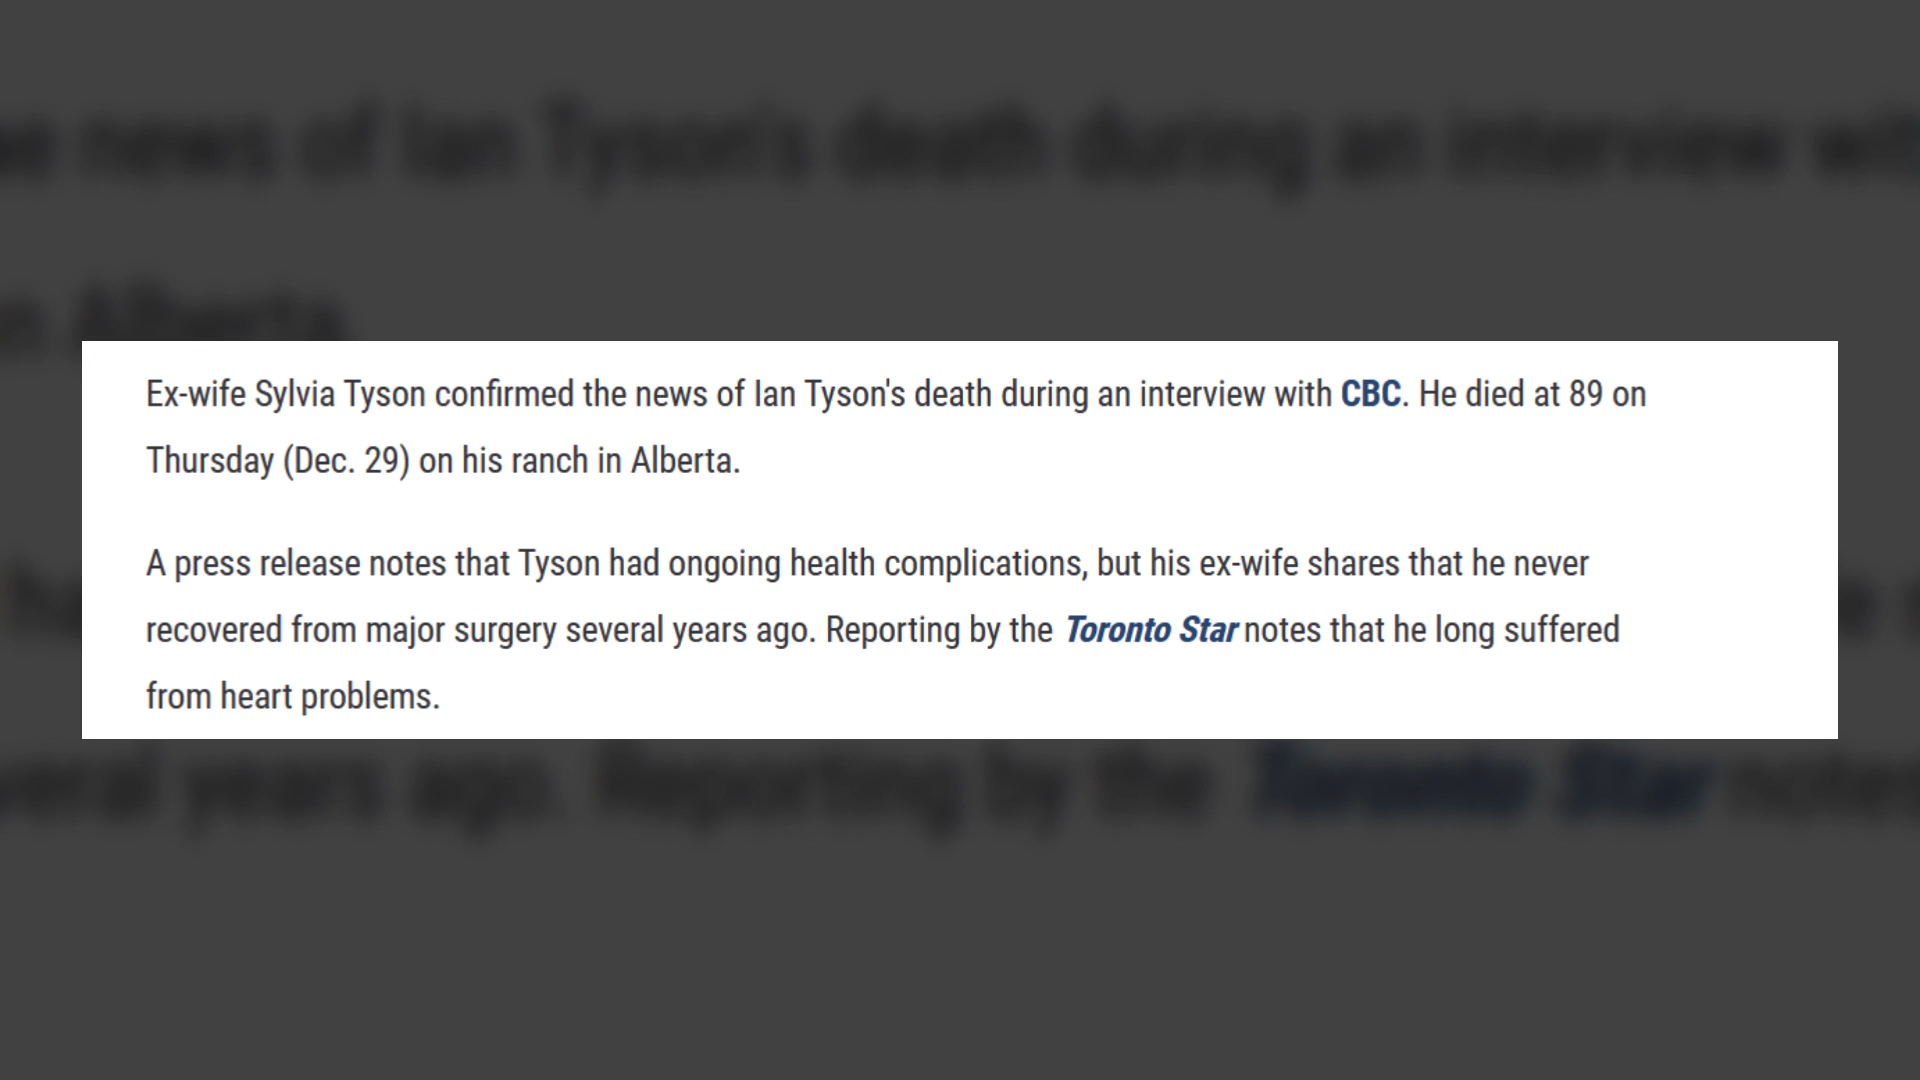 Ex-wife Sylvia Tyson confirmed the news of Ian Tyson's death during an interview with CBC. He died at 89 on
Thursday (Dec. 29) on his ranch in Alberta.
A press release notes that Tyson had ongoing health complications, but his ex-wife shares that he never
recovered from major surgery several years ago. Reporting by the Toronto Star notes that he long suffered
from heart problems.